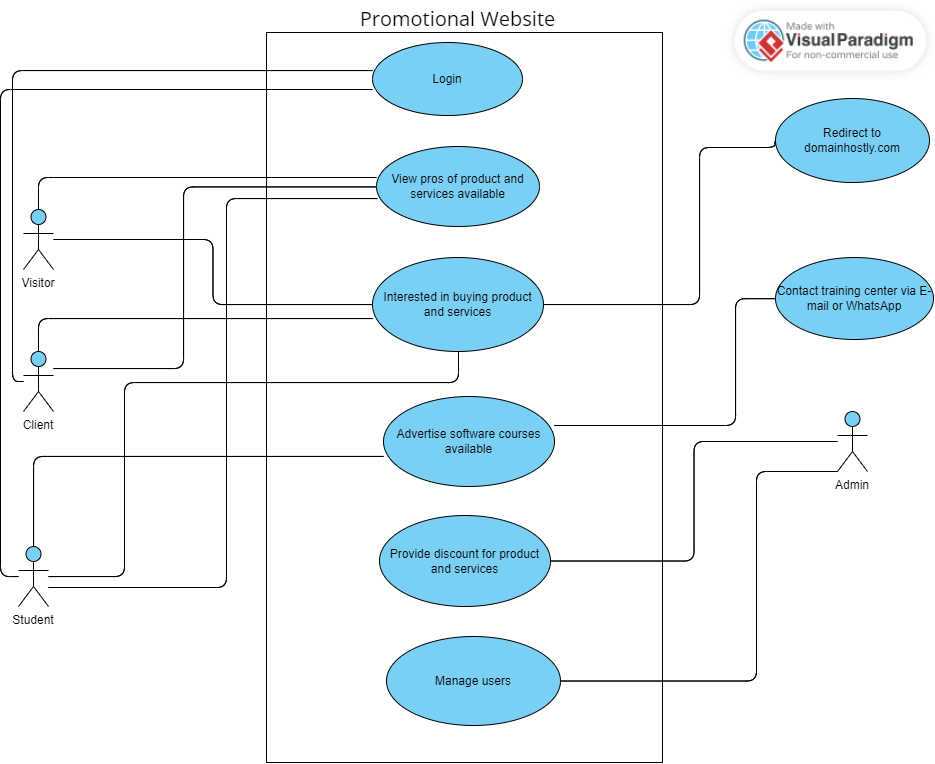 Promotional Website
Made with
Visual Paradigm
For non-commercial use
Login
Redirect to
domainhostly.com
View pros of product and
services available
Visitor
Interested in buying product
and services
Contact training center via E-
mail or WhatsApp
Client
Advertise software courses
available
Admin
Provide discount for product
and services
Student
Manage users